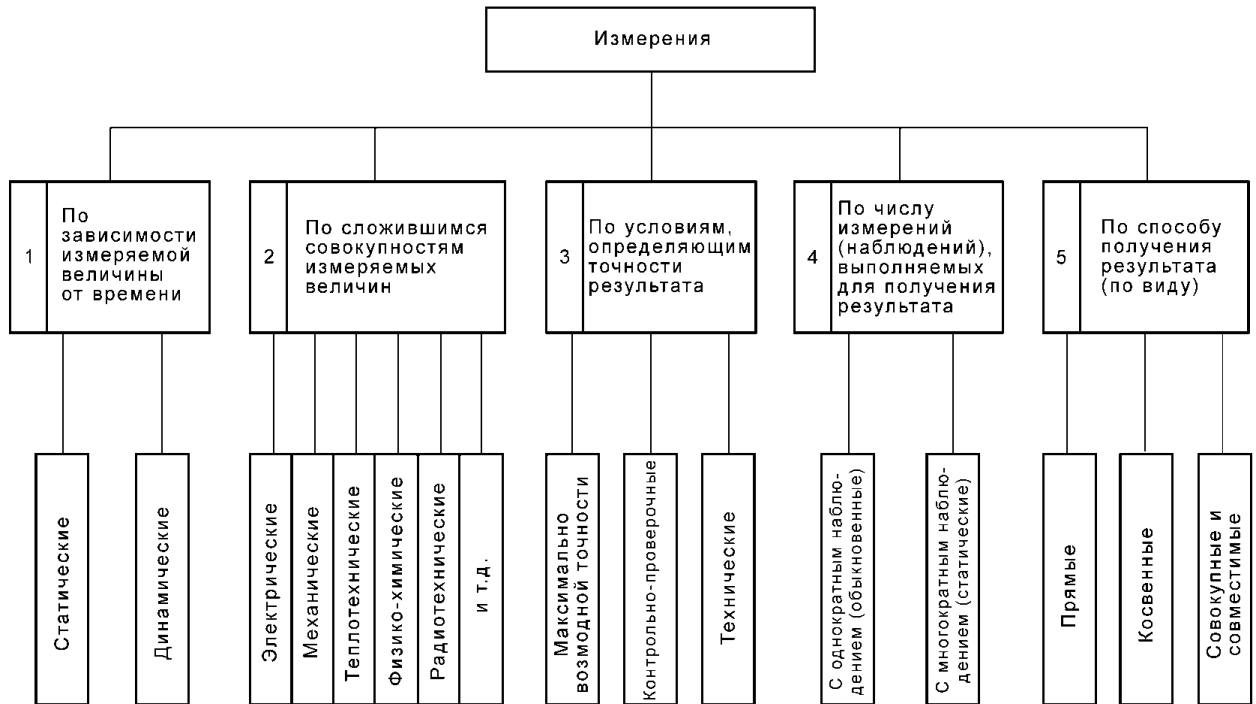 Измерения
1
По
зависимости
измеряемой
величины
от времени
2
По сложившимся
совокупностям
измеряемых
величин
3
По условиям,
определяющим
точности
результата
4
По числу
измерений
(наблюдений),
выполняемых
для получения
результата
5
По способу
получения
результата
(по виду)
Статические
Динамические
Электрические
Механические
Теплотехнические
Физико-химические
Радиотехнические
и т.д.
Максимально
возмодной точности
Контрольно-проверочные
Технические
С однократным наблю-
дением (обыкновенные)
С многократным наблю-
дением (статические)
Прямые
Косвенные
Совокупные и
совместимые